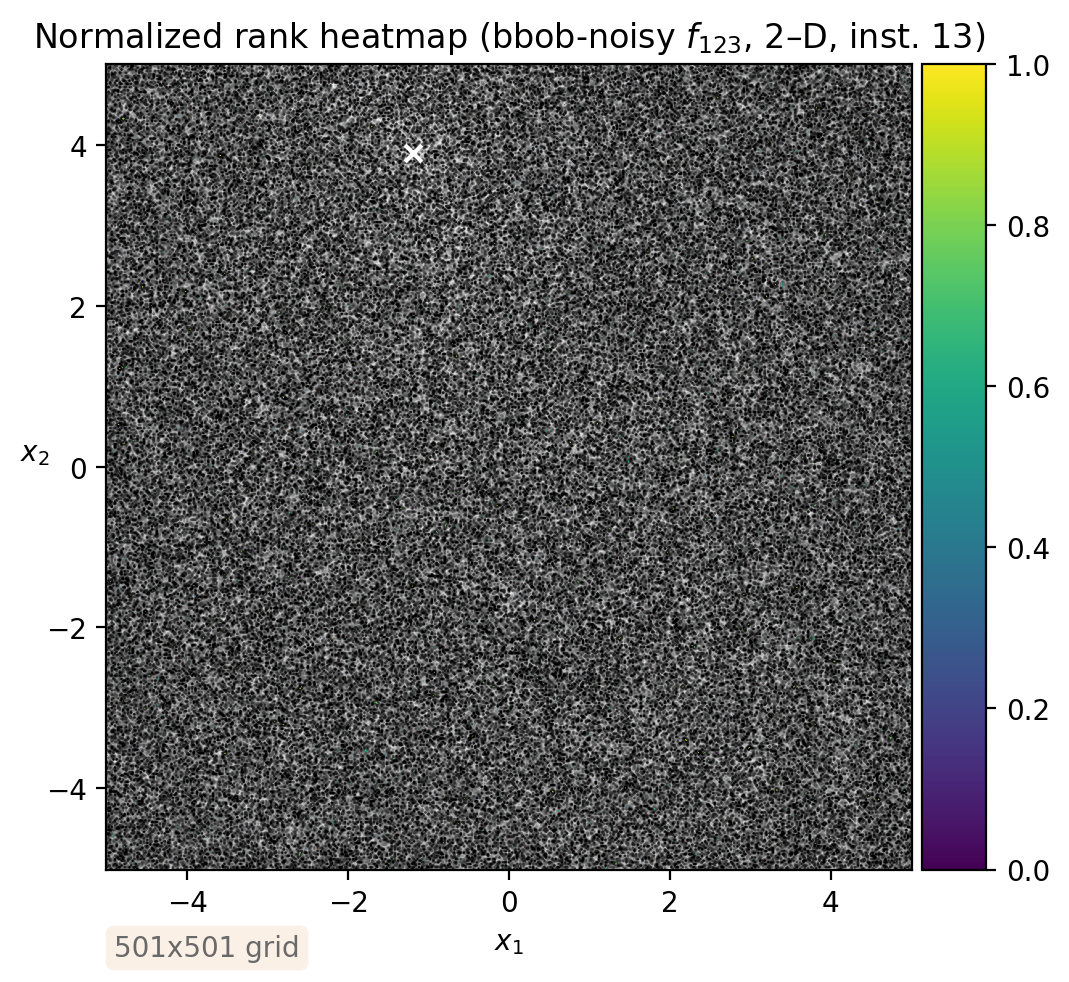 Normalized rank heatmap (bbob-noisy f₁₂₃, 2–D, inst. 13)
1.0
0.8
0.6
0.4
0.2
0.0
4
2
0
−2
−4
x₂
−4 −2 0 2 4
x₁
501x501 grid